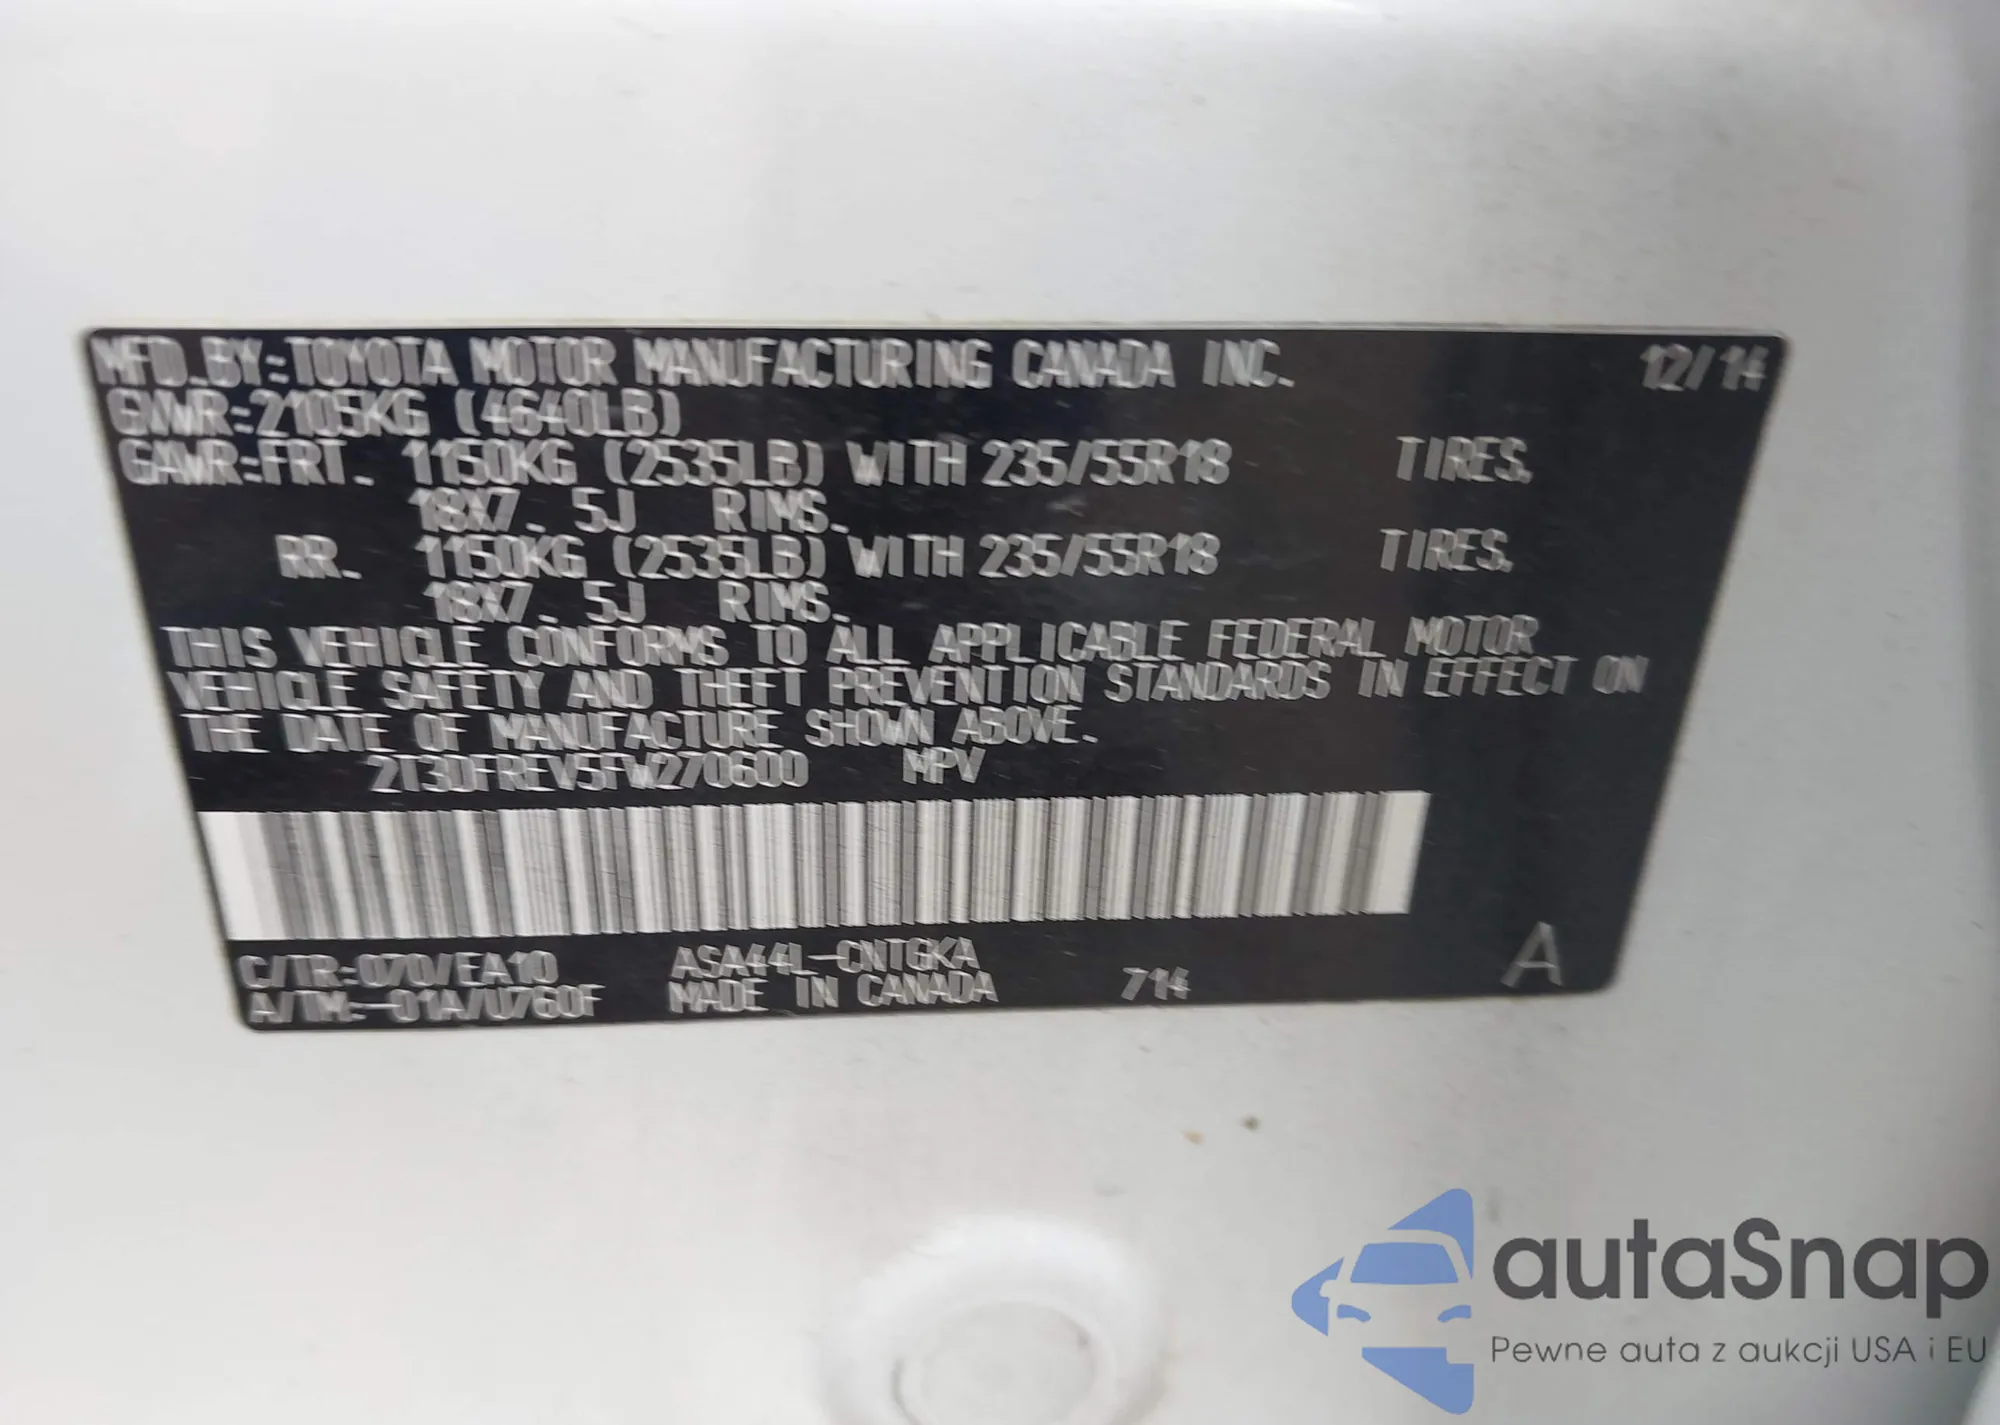 MFD.BY:TOYOTA MOTOR MANUFACTURING CANADA INC. 12/14
GVWR:2105KG (4640LB)
GAWR:FRT. 1150KG (2535LB) WITH 235/55R18 TIRES.
18X7.5J RIMS.
RR. 1150KG (2535LB) WITH 235/55R18 TIRES.
18X7.5J RIMS.
THIS VEHICLE CONFORMS TO ALL APPLICABLE FEDERAL MOTOR
VEHICLE SAFETY AND THEFT PREVENTION STANDARDS IN EFFECT ON
THE DATE OF MANUFACTURE SHOWN ABOVE.
2T3DFREV5FW270600 MPV
C/TR:070/EA10 ASA44L-CNTGKA
A/TM:-01A/U760F MADE IN CANADA 714 A
autaSnap
Pewne auta z aukcji USA i EU